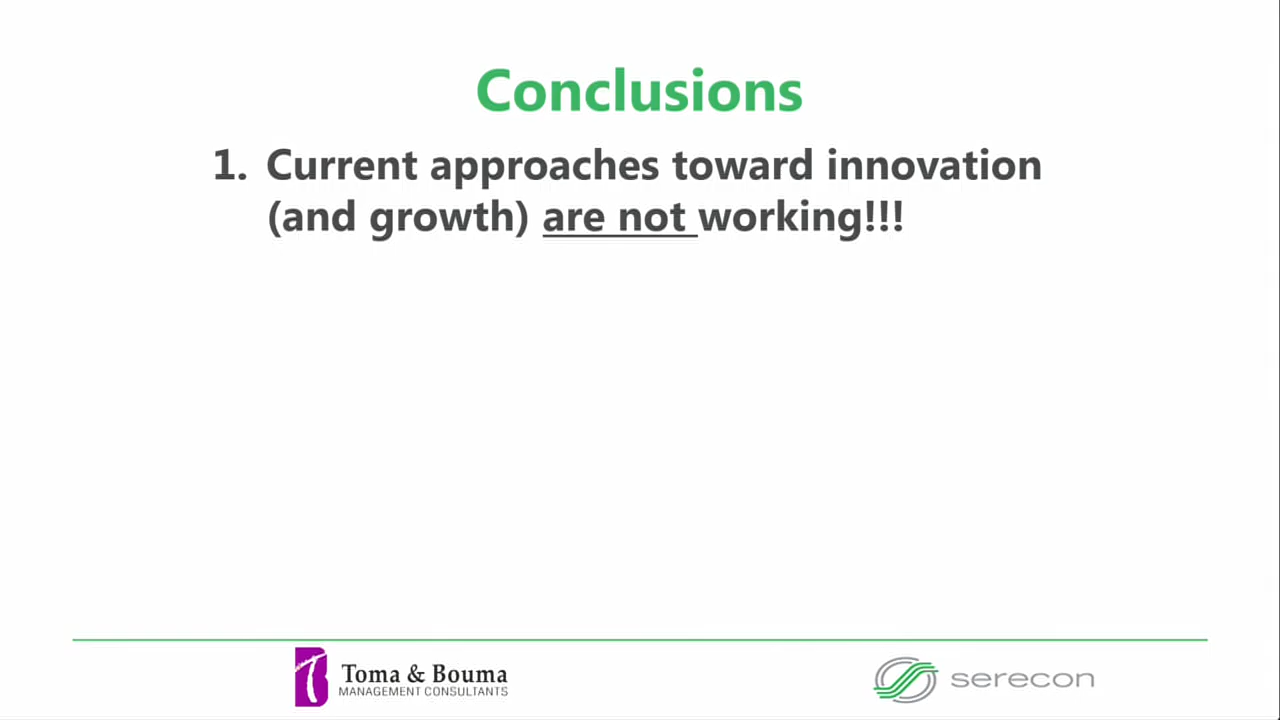 Conclusions
1. Current approaches toward innovation
(and growth) are not working!!!
Toma & Bouma
MANAGEMENT CONSULTANTS
serecon